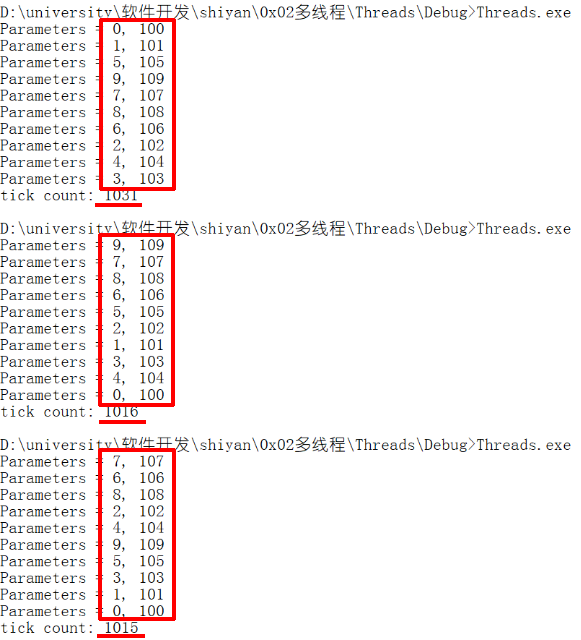 D:\university\软件开发\shiyan\0x02多线程\Threads\Debug>Threads.exe
Parameters = 0, 100
Parameters = 1, 101
Parameters = 5, 105
Parameters = 9, 109
Parameters = 7, 107
Parameters = 8, 108
Parameters = 6, 106
Parameters = 2, 102
Parameters = 4, 104
Parameters = 3, 103
tick count: 1031
D:\university\软件开发\shiyan\0x02多线程\Threads\Debug>Threads.exe
Parameters = 9, 109
Parameters = 7, 107
Parameters = 8, 108
Parameters = 6, 106
Parameters = 5, 105
Parameters = 2, 102
Parameters = 1, 101
Parameters = 3, 103
Parameters = 4, 104
Parameters = 0, 100
tick count: 1016
D:\university\软件开发\shiyan\0x02多线程\Threads\Debug>Threads.exe
Parameters = 7, 107
Parameters = 6, 106
Parameters = 8, 108
Parameters = 2, 102
Parameters = 4, 104
Parameters = 9, 109
Parameters = 5, 105
Parameters = 3, 103
Parameters = 1, 101
Parameters = 0, 100
tick count: 1015